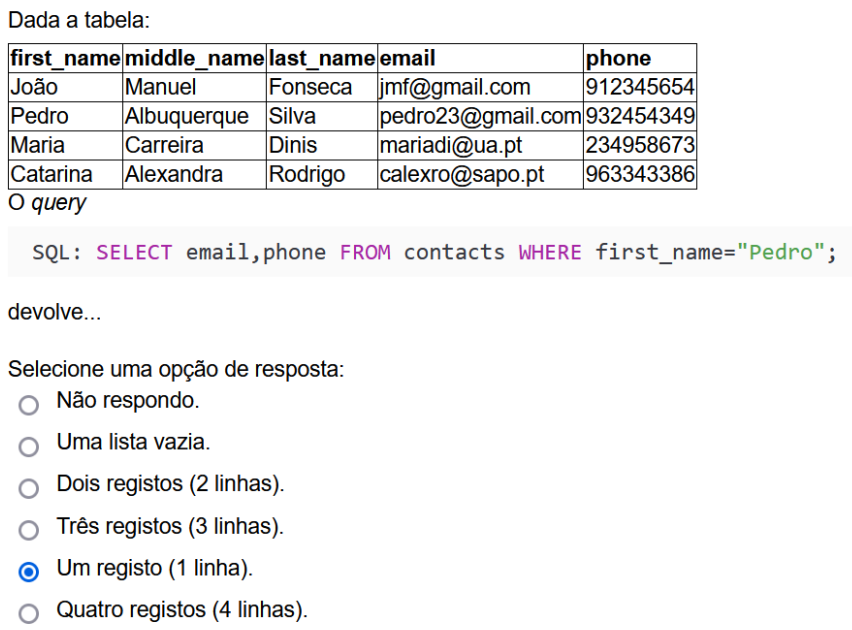 Dada a tabela:
first_name middle_name last_name email phone
João Manuel Fonseca jmf@gmail.com 912345654
Pedro Albuquerque Silva pedro23@gmail.com 932454349
Maria Carreira Dinis mariadi@ua.pt 234958673
Catarina Alexandra Rodrigo calexro@sapo.pt 963343386
O query
SQL: SELECT email,phone FROM contacts WHERE first_name="Pedro";
devolve...
Selecione uma opção de resposta:
Não respondo.
Uma lista vazia.
Dois registos (2 linhas).
Três registos (3 linhas).
Um registo (1 linha).
Quatro registos (4 linhas).